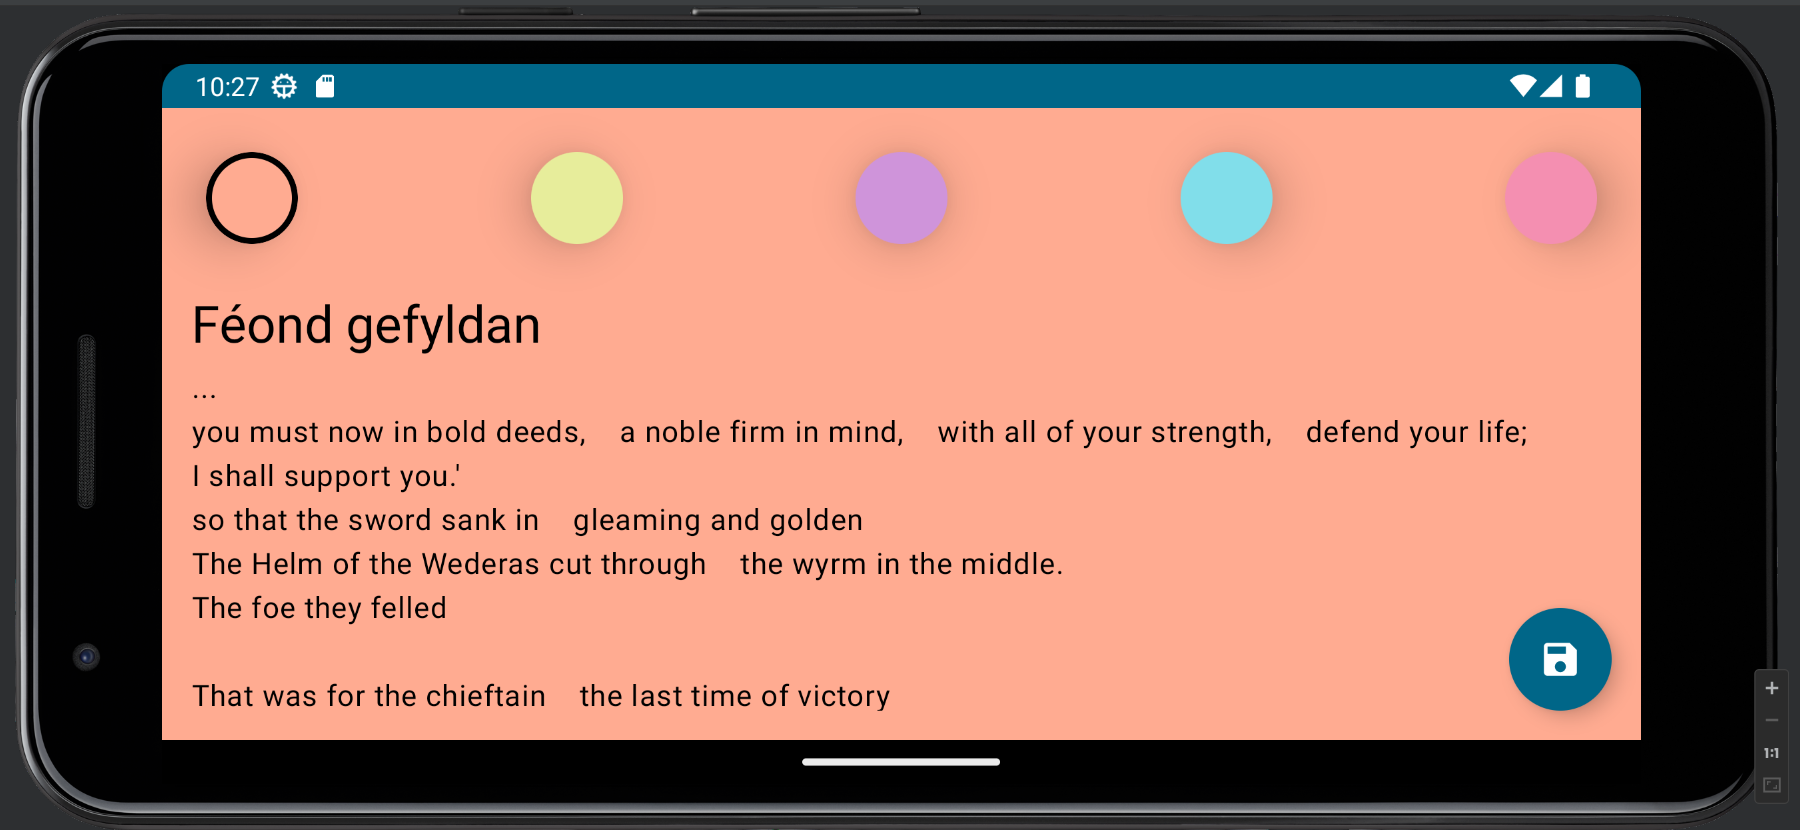 10:27
Féond gefyldan
...
you must now in bold deeds,    a noble firm in mind,    with all of your strength,    defend your life;
I shall support you.'
so that the sword sank in    gleaming and golden
The Helm of the Wederas cut through    the wyrm in the middle.
The foe they felled
That was for the chieftain    the last time of victory
1:1